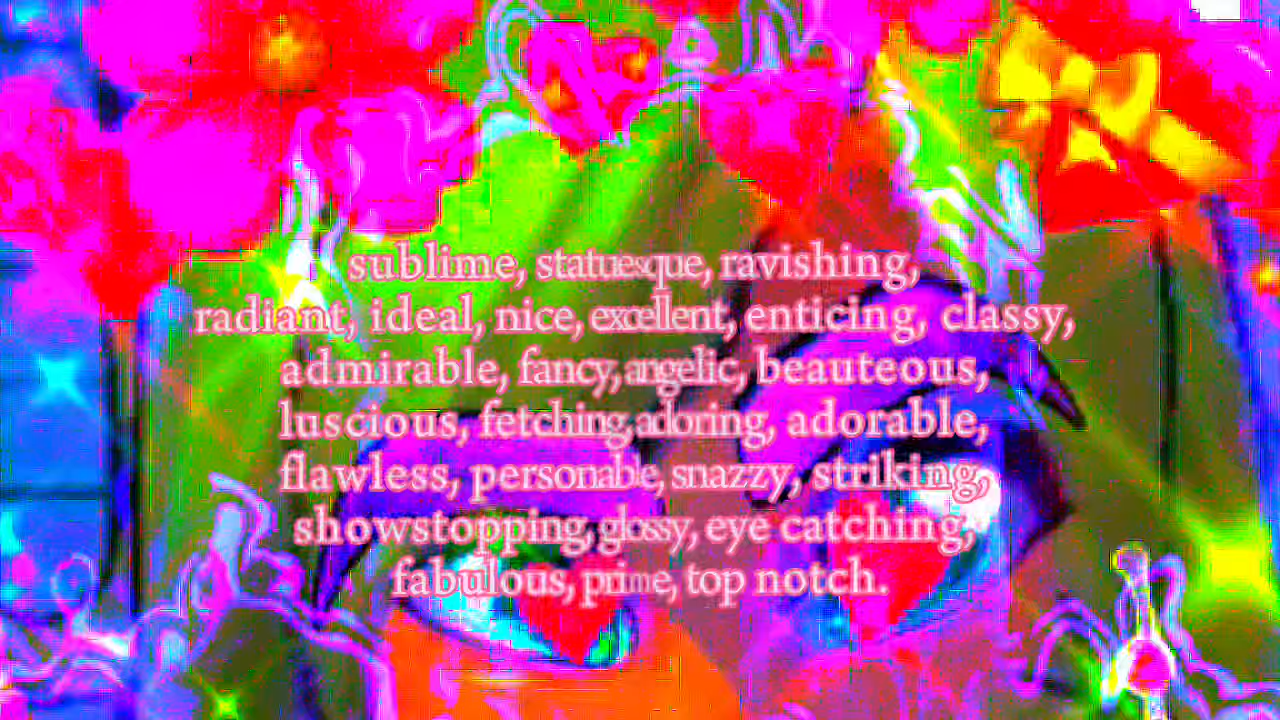 sublime, statuesque, ravishing,
radiant, ideal, nice, excellent, enticing, classy,
admirable, fancy, angelic, beauteous,
luscious, fetching, adoring, adorable,
flawless, personable, snazzy, striking,
showstopping, glossy, eye catching,
fabulous, prime, top notch.